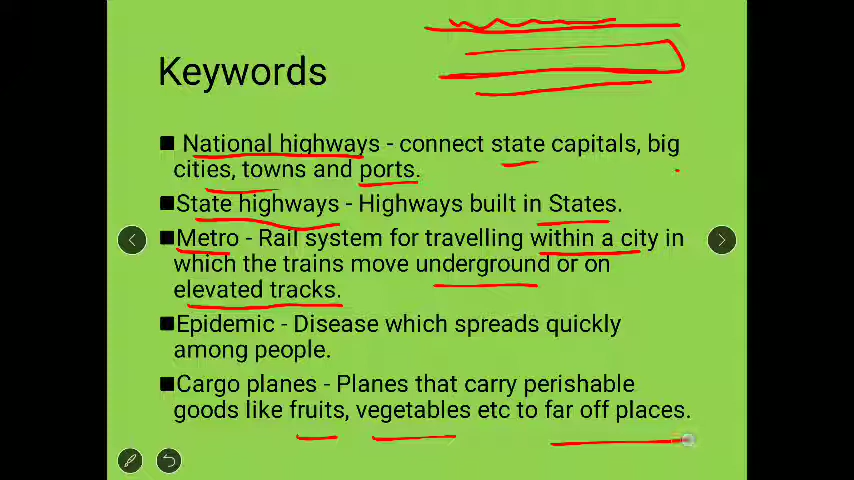 Keywords
■ National highways - connect state capitals, big
cities, towns and ports.
■State highways - Highways built in States.
■Metro - Rail system for travelling within a city in
which the trains move underground or on
elevated tracks.
■Epidemic - Disease which spreads quickly
among people.
■Cargo planes - Planes that carry perishable
goods like fruits, vegetables etc to far off places.